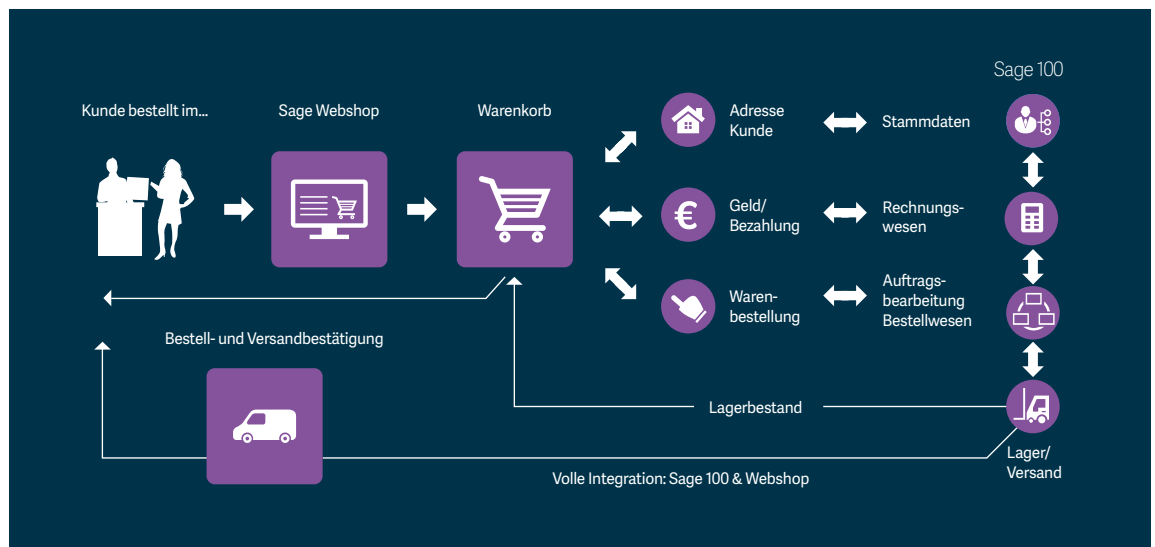 Sage 100
Kunde bestellt im...
Sage Webshop
Warenkorb
Adresse
Kunde
Stammdaten
Geld/
Bezahlung
Rechnungs-
wesen
Waren-
bestellung
Auftrags-
bearbeitung
Bestellwesen
Bestell- und Versandbestätigung
Lagerbestand
Lager/
Versand
Volle Integration: Sage 100 & Webshop